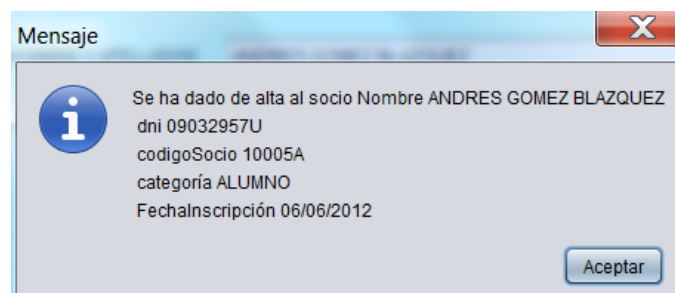 Mensaje
Se ha dado de alta al socio Nombre ANDRES GOMEZ BLAZQUEZ
dni 09032957U
codigoSocio 10005A
categoría ALUMNO
FechaInscripción 06/06/2012
Aceptar